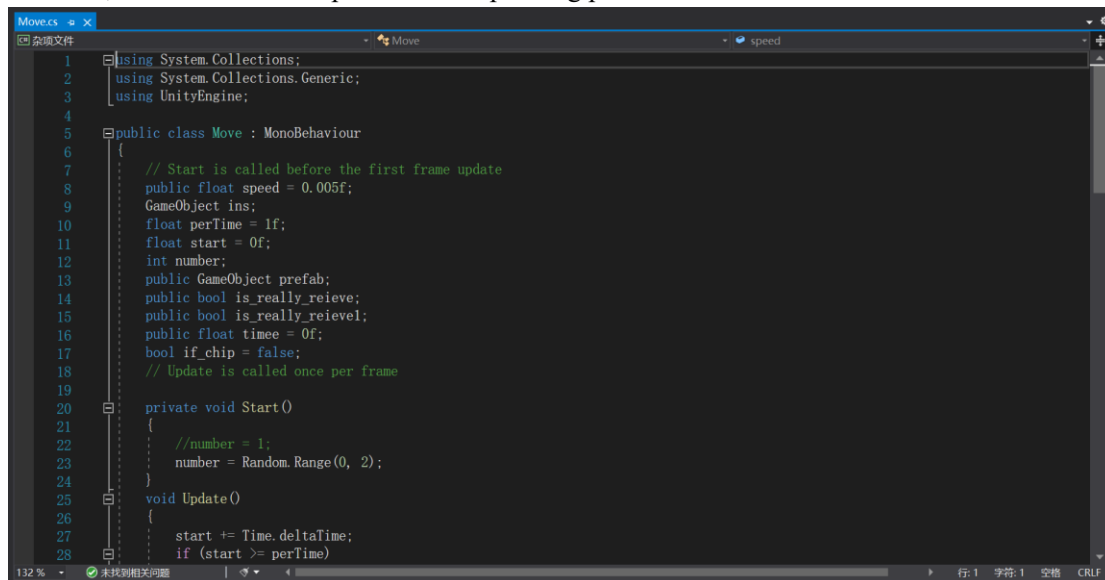 Move.cs
杂项文件 Move speed
1 using System.Collections;
2 using System.Collections.Generic;
3 using UnityEngine;
4
5 public class Move : MonoBehaviour
6 {
7 // Start is called before the first frame update
8 public float speed = 0.005f;
9 GameObject ins;
10 float perTime = 1f;
11 float start = 0f;
12 int number;
13 public GameObject prefab;
14 public bool is_really_reieve;
15 public bool is_really_reieve1;
16 public float timee = 0f;
17 bool if_chip = false;
18 // Update is called once per frame
19
20 private void Start()
21 {
22 //number = 1;
23 number = Random.Range(0, 2);
24 }
25 void Update()
26 {
27 start += Time.deltaTime;
28 if (start >= perTime)
132 % 未找到相关问题 行: 1 字符: 1 空格 CRLF